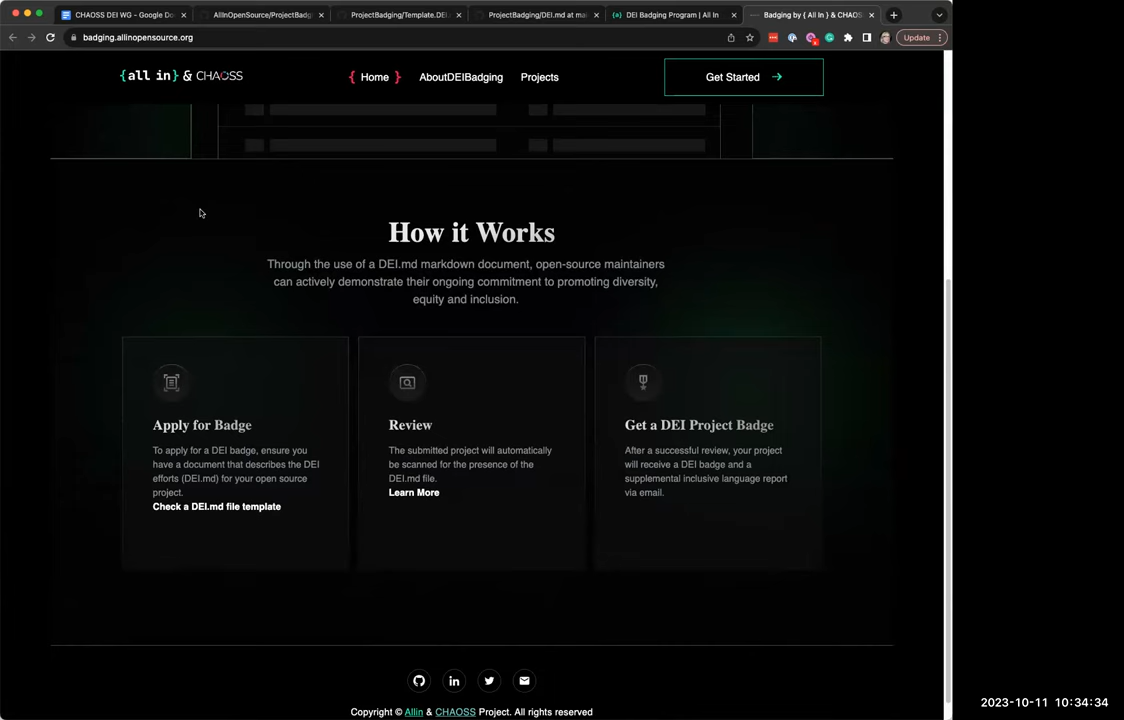 CHAOSS DEI WG - Google Do
AllInOpenSource/ProjectBadg
ProjectBadging/Template.DEI.
ProjectBadging/DEI.md at ma
DEI Badging Program | All In
Badging by { All In } & CHAOS
badging.allinopensource.org
Update
{all in} & CHAOSS
{ Home }
AboutDEIBadging
Projects
Get Started
How it Works
Through the use of a DEI.md markdown document, open-source maintainers
can actively demonstrate their ongoing commitment to promoting diversity,
equity and inclusion.
Apply for Badge
To apply for a DEI badge, ensure you
have a document that describes the DEI
efforts (DEI.md) for your open source
project.
Check a DEI.md file template
Review
The submitted project will automatically
be scanned for the presence of the
DEI.md file.
Learn More
Get a DEI Project Badge
After a successful review, your project
will receive a DEI badge and a
supplemental inclusive language report
via email.
Copyright © Allin & CHAOSS Project. All rights reserved
2023-10-11 10:34:34